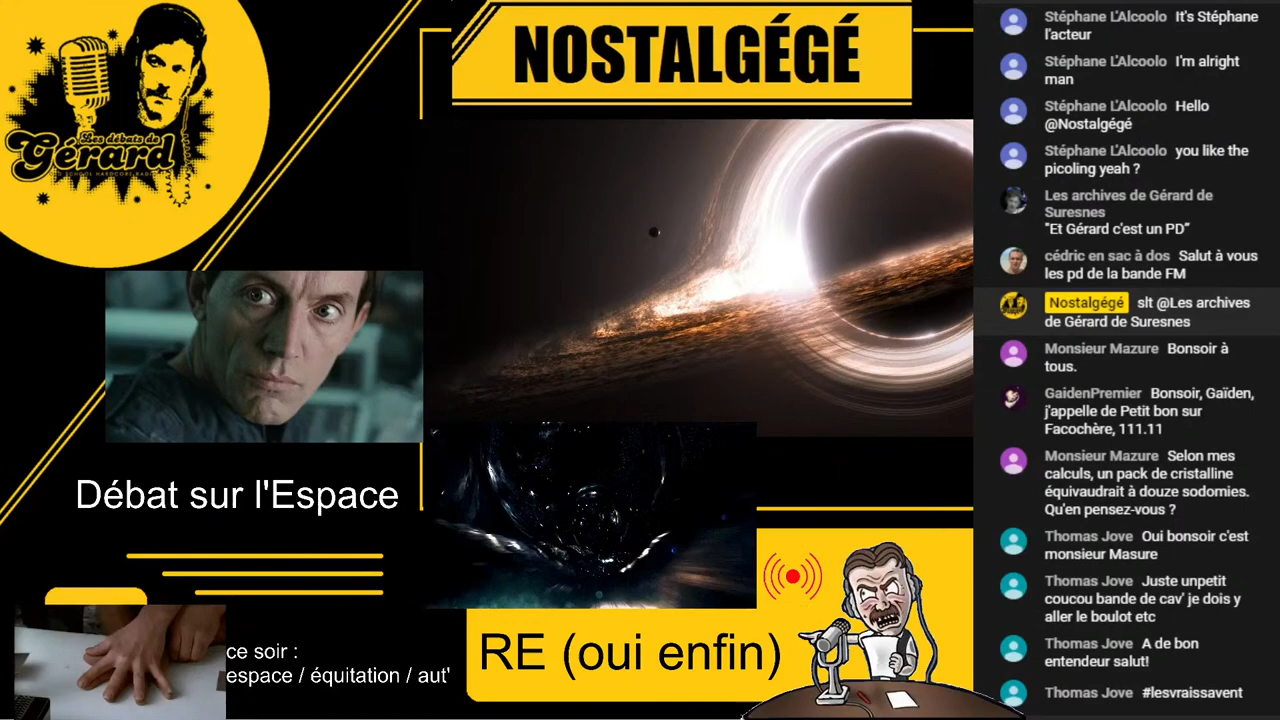 NOSTALGÉGÉ
Les débats de
Gérard
OLD SCHOOL HARDCORE RADIO
Débat sur l'Espace
ce soir :
espace / équitation / aut'
RE (oui enfin)
Stéphane L'Alcoolo It's Stéphane
l'acteur
Stéphane L'Alcoolo I'm alright
man
Stéphane L'Alcoolo Hello
@Nostalgégé
Stéphane L'Alcoolo you like the
picoling yeah ?
Les archives de Gérard de
Suresnes
"Et Gérard c'est un PD"
cédric en sac à dos Salut à vous
les pd de la bande FM
Nostalgégé slt @Les archives
de Gérard de Suresnes
Monsieur Mazure Bonsoir à
tous.
GaidenPremier Bonsoir, Gaïden,
j'appelle de Petit bon sur
Facochère, 111.11
Monsieur Mazure Selon mes
calculs, un pack de cristalline
équivaudrait à douze sodomies.
Qu'en pensez-vous ?
Thomas Jove Oui bonsoir c'est
monsieur Masure
Thomas Jove Juste unpetit
coucou bande de cav' je dois y
aller le boulot etc
Thomas Jove A de bon
entendeur salut!
Thomas Jove #lesvraissavent